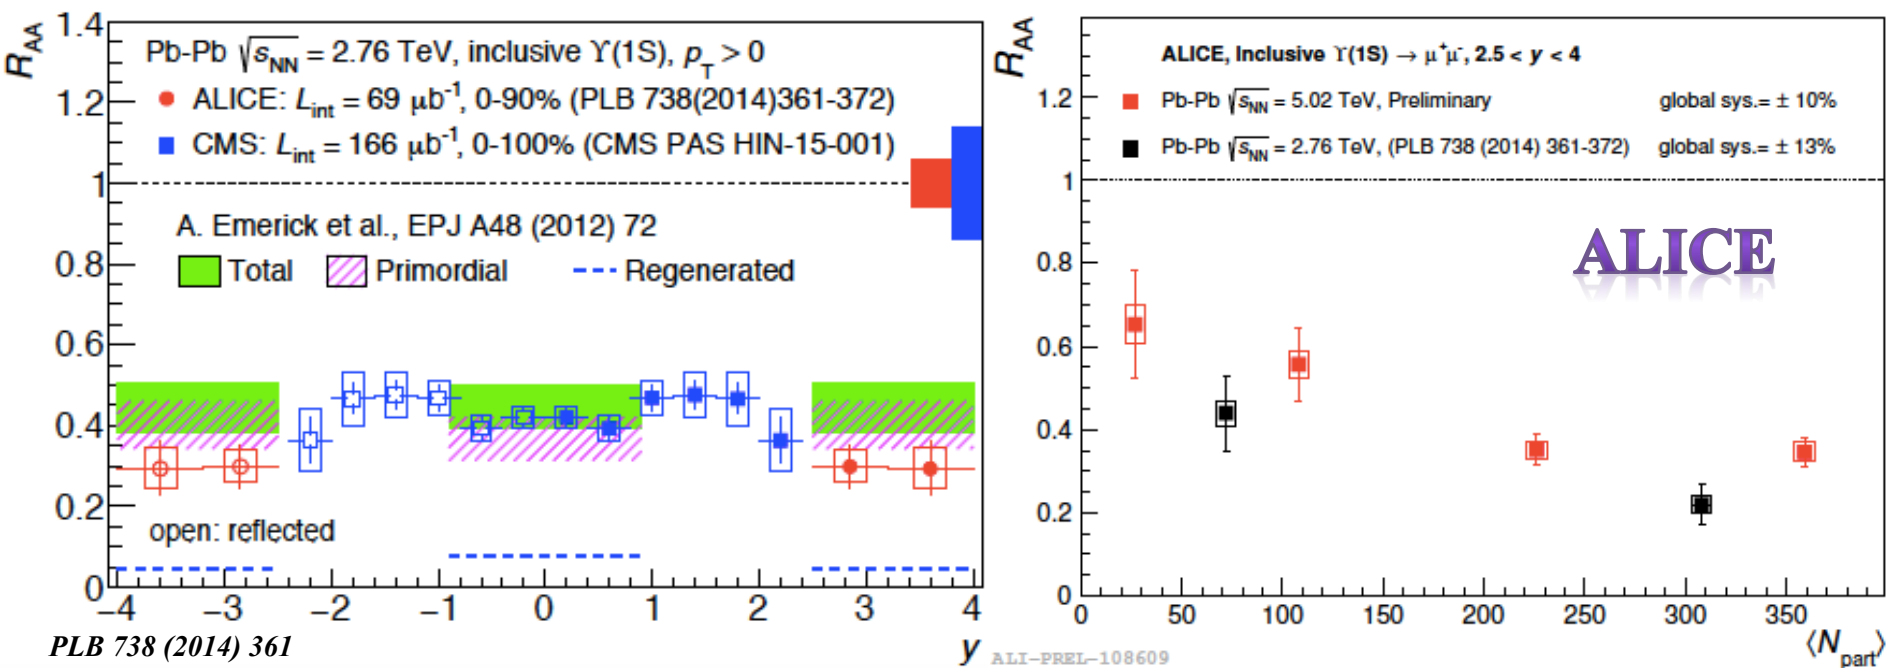 R_AA
1.4
1.2
1
0.8
0.6
0.4
0.2
0
Pb-Pb √s_NN = 2.76 TeV, inclusive ϒ(1S), p_T > 0
ALICE: L_int = 69 μb⁻¹, 0-90% (PLB 738(2014)361-372)
CMS: L_int = 166 μb⁻¹, 0-100% (CMS PAS HIN-15-001)
A. Emerick et al., EPJ A48 (2012) 72
Total Primordial Regenerated
open: reflected
−4 −3 −2 −1 0 1 2 3 4
y
PLB 738 (2014) 361
R_AA
1.2
1
0.8
0.6
0.4
0.2
0
ALICE, Inclusive ϒ(1S) → μ⁺μ⁻, 2.5 < y < 4
Pb-Pb √s_NN = 5.02 TeV, Preliminary global sys.= ± 10%
Pb-Pb √s_NN = 2.76 TeV, (PLB 738 (2014) 361-372) global sys.= ± 13%
ALICE
0 50 100 150 200 250 300 350
⟨N_part⟩
ALI-PREL-108609